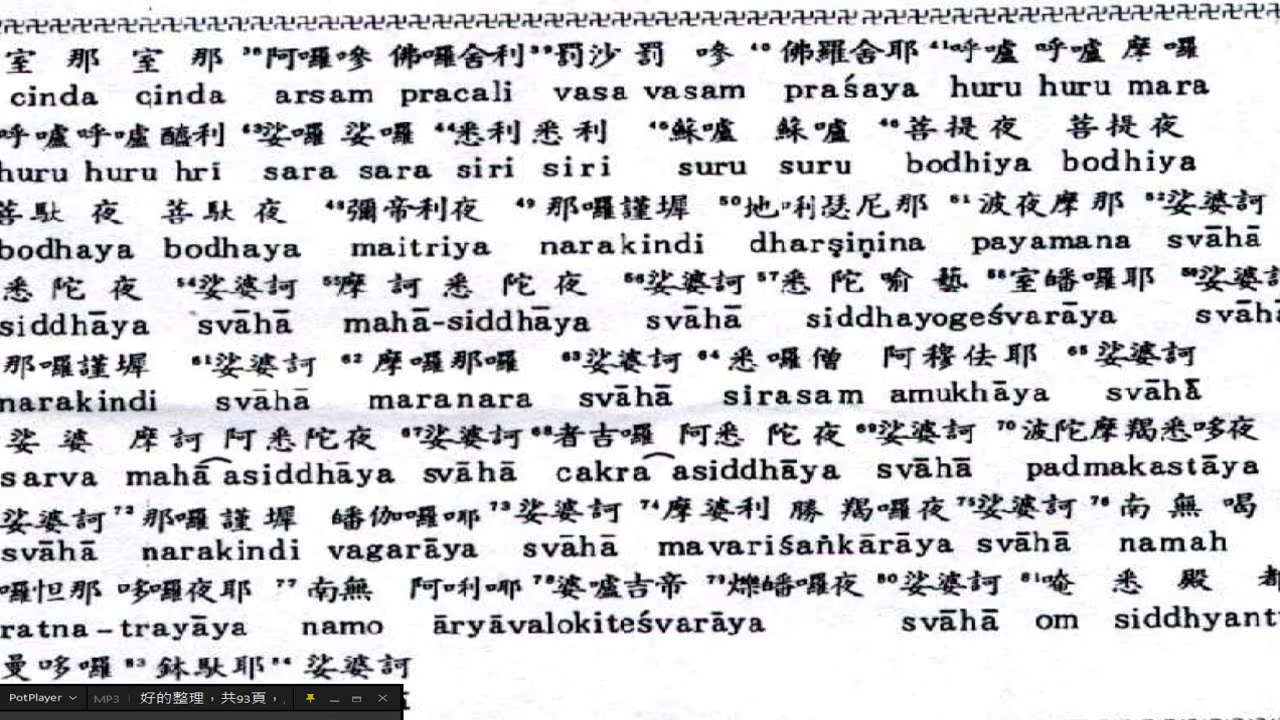 室那 室那 ³⁸阿囉嘇 佛囉舍利³⁹罰沙 罰 嘇⁴⁰佛羅舍耶⁴¹呼嚧 呼嚧 摩 囉
cinda cinda arsam pracali vasa vasam praśaya huru huru mara
呼嚧呼嚧醯利 ⁴³娑囉 娑囉 ⁴⁴悉利悉利 ⁴⁵蘇嚧 蘇嚧 ⁴⁶菩提夜 菩提夜
huru huru hrī sara sara siri siri suru suru bodhiya bodhiya
菩馱 夜 菩馱夜 ⁴⁸彌帝利夜 ⁴⁹那囉謹墀 ⁵⁰地唎瑟尼那 ⁵¹波夜摩那 ⁵²娑婆訶
bodhaya bodhaya maitriya narakindi dharṣiṇina payamana svāhā
悉陀夜 ⁵⁴娑婆訶 ⁵⁵摩訶悉陀夜 ⁵⁶娑婆訶⁵⁷悉陀喻藝 ⁵⁸室皤囉耶 ⁵⁹娑婆訶
siddhāya svāhā mahā-siddhāya svāhā siddhayogeśvarāya svāhā
那囉謹墀 ⁶¹娑婆訶 ⁶²摩囉那囉 ⁶³娑婆訶 ⁶⁴悉囉僧 阿穆佉耶 ⁶⁵娑婆訶
narakindi svāhā maranara svāhā sirasam amukhāya svāhā
娑婆 摩訶 阿悉陀夜 ⁶⁷娑婆訶⁶⁸者吉囉 阿悉陀夜⁶⁹娑婆訶 ⁷⁰波陀摩羯悉哆夜
sarva mahā asiddhāya svāhā cakra asiddhāya svāhā padmakastāya
娑婆訶⁷²那囉謹墀 皤伽囉哪⁷³娑婆訶 ⁷⁴摩婆利 勝羯囉夜⁷⁵娑婆訶⁷⁶南無喝
svāhā narakindi vagarāya svāhā mavariśaṅkārāya svāhā namah
囉怛那 哆囉夜耶 ⁷⁷南無 阿唎哪⁷⁸婆嚧吉帝 ⁷⁹爍皤囉夜 ⁸⁰娑婆訶 ⁸¹唵 悉殿 都
ratna-trayāya namo āryāvalokiteśvarāya svāhā om siddhyant
曼哆囉⁸³鉢馱耶⁸⁴娑婆訶
PotPlayer MP3 好的整理，共93頁，